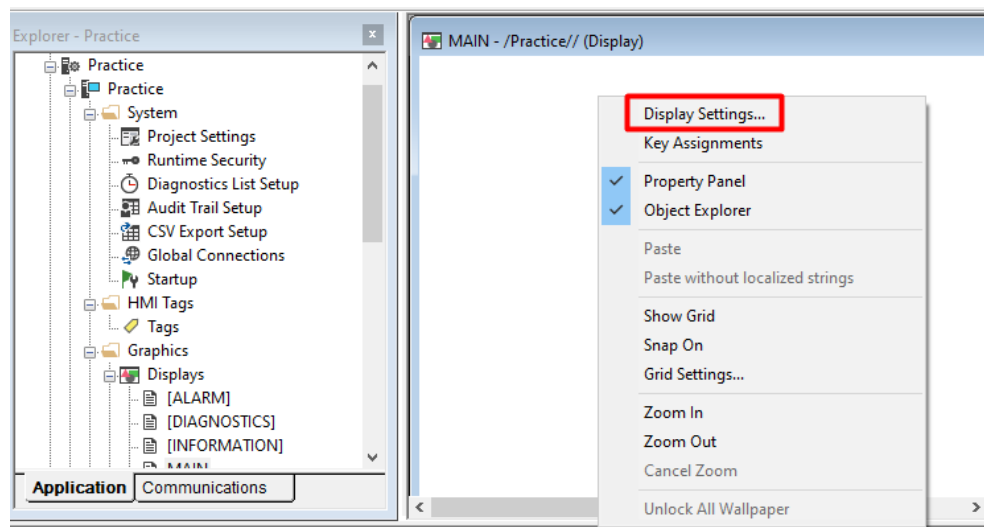 Explorer - Practice
Practice
Practice
System
Project Settings
Runtime Security
Diagnostics List Setup
Audit Trail Setup
CSV Export Setup
Global Connections
Startup
HMI Tags
Tags
Graphics
Displays
[ALARM]
[DIAGNOSTICS]
[INFORMATION]
MAIN
Application
Communications
MAIN - /Practice// (Display)
Display Settings...
Key Assignments
Property Panel
Object Explorer
Paste
Paste without localized strings
Show Grid
Snap On
Grid Settings...
Zoom In
Zoom Out
Cancel Zoom
Unlock All Wallpaper